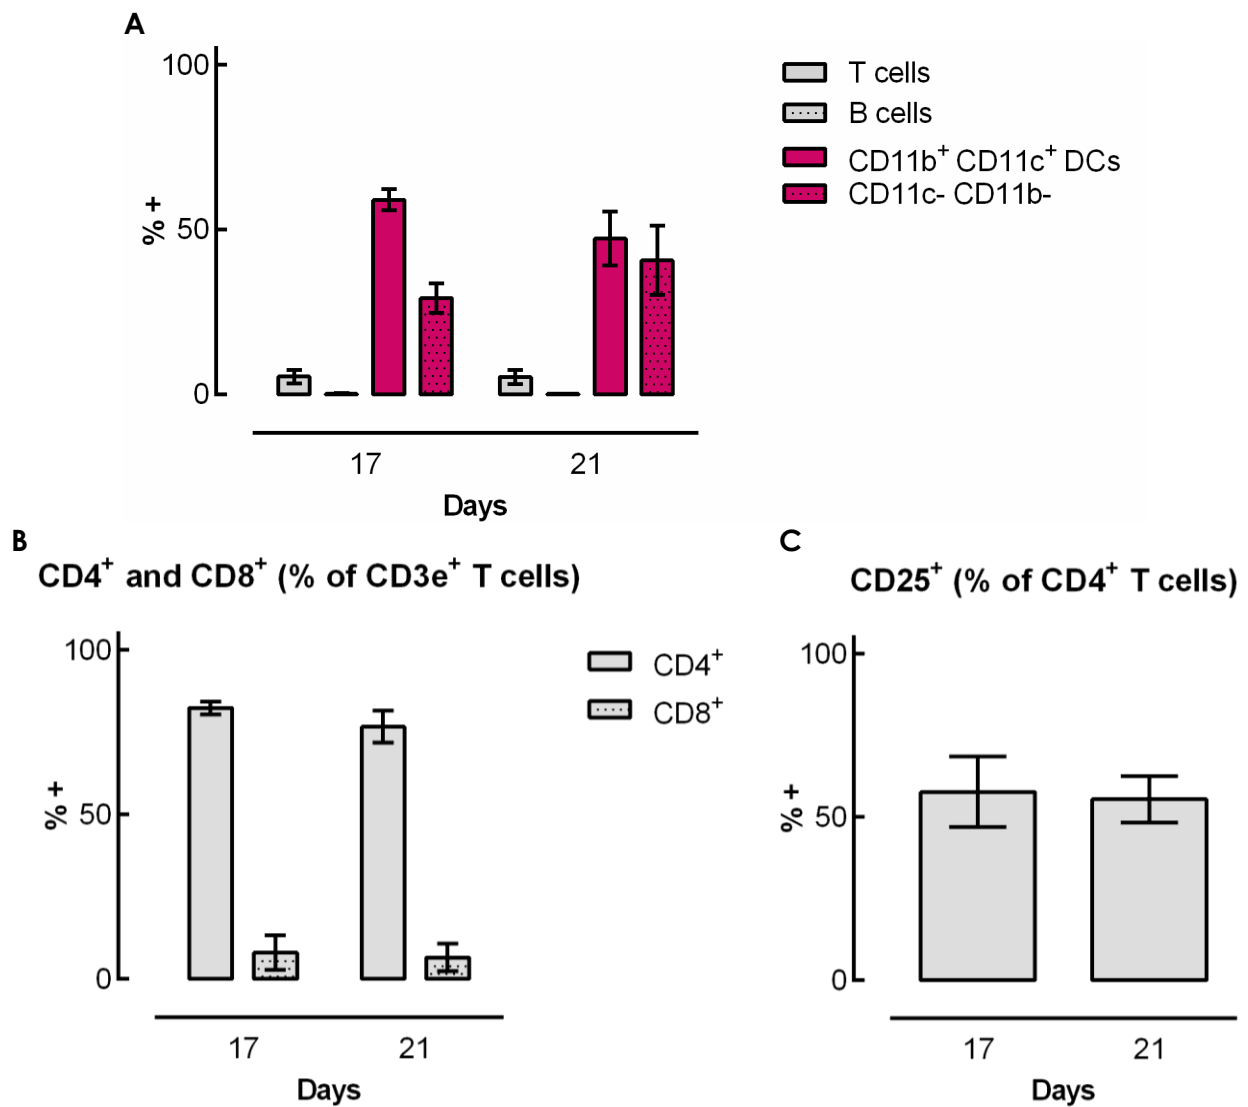 A
100
50
0
% +
T cells
B cells
CD11b⁺ CD11c⁺ DCs
CD11c- CD11b-
17 21
Days
B
CD4⁺ and CD8⁺ (% of CD3e⁺ T cells)
100
50
0
% +
CD4⁺
CD8⁺
17 21
Days
C
CD25⁺ (% of CD4⁺ T cells)
100
50
0
% +
17 21
Days